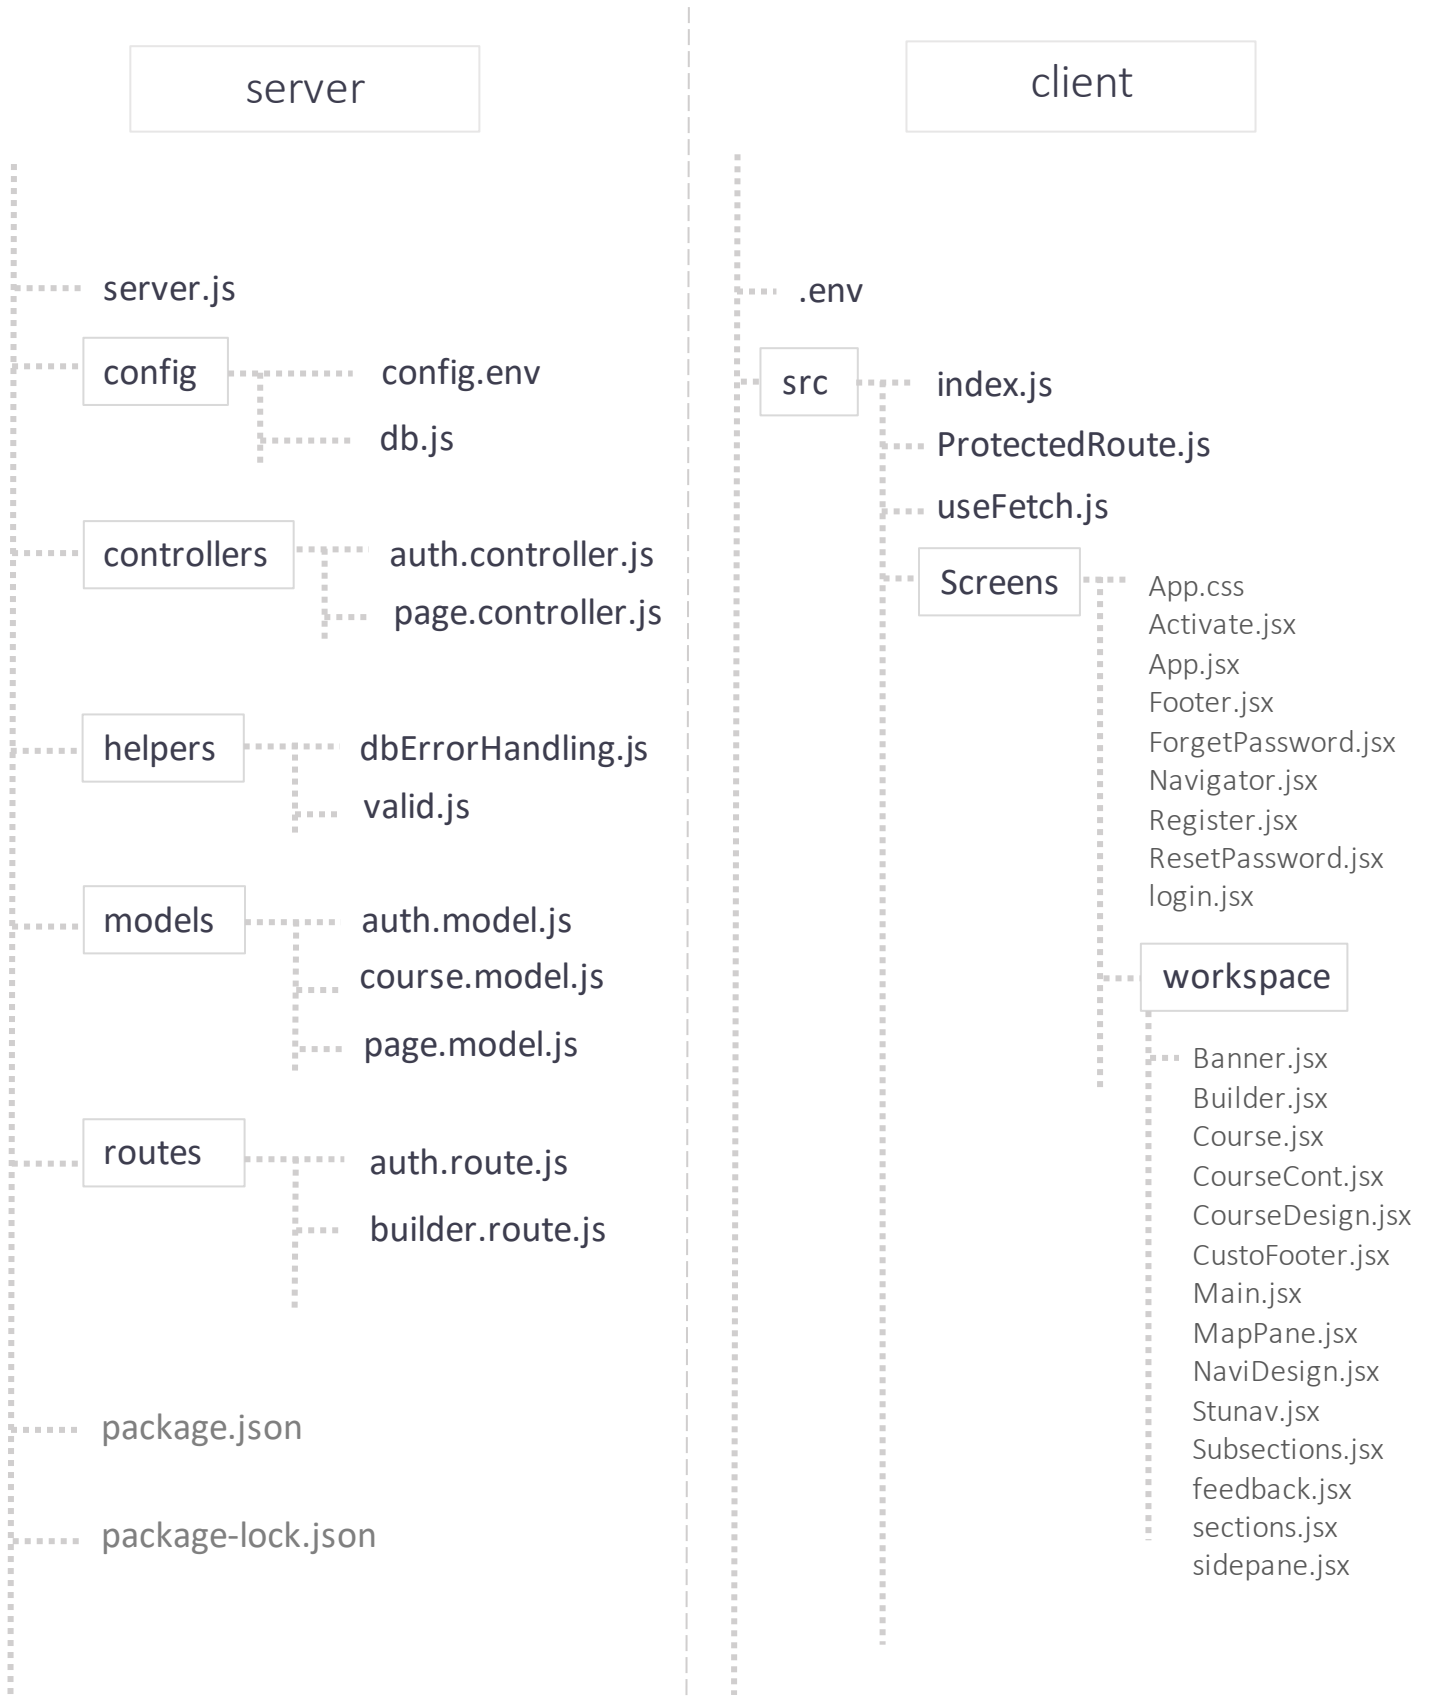 server
server.js
config
config.env
db.js
controllers
auth.controller.js
page.controller.js
helpers
dbErrorHandling.js
valid.js
models
auth.model.js
course.model.js
page.model.js
routes
auth.route.js
builder.route.js
package.json
package-lock.json
client
.env
src
index.js
ProtectedRoute.js
useFetch.js
Screens
App.css
Activate.jsx
App.jsx
Footer.jsx
ForgetPassword.jsx
Navigator.jsx
Register.jsx
ResetPassword.jsx
login.jsx
workspace
Banner.jsx
Builder.jsx
Course.jsx
CourseCont.jsx
CourseDesign.jsx
CustoFooter.jsx
Main.jsx
MapPane.jsx
NaviDesign.jsx
Stunav.jsx
Subsections.jsx
feedback.jsx
sections.jsx
sidepane.jsx